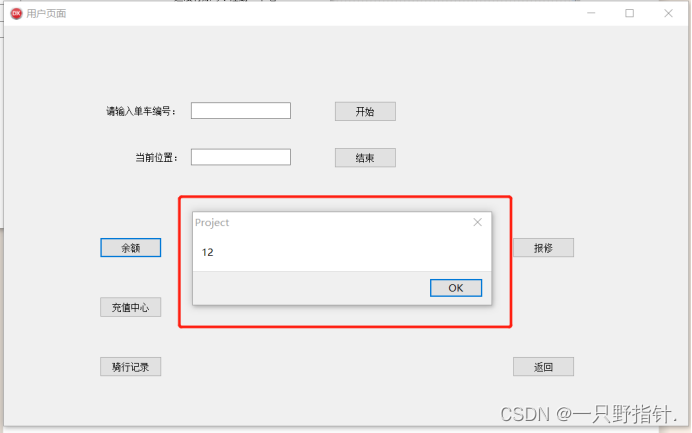 OK 用户页面
请输入单车编号：
开始
当前位置：
结束
Project
12
OK
余额
报修
充值中心
骑行记录
返回
CSDN @一只野指针.